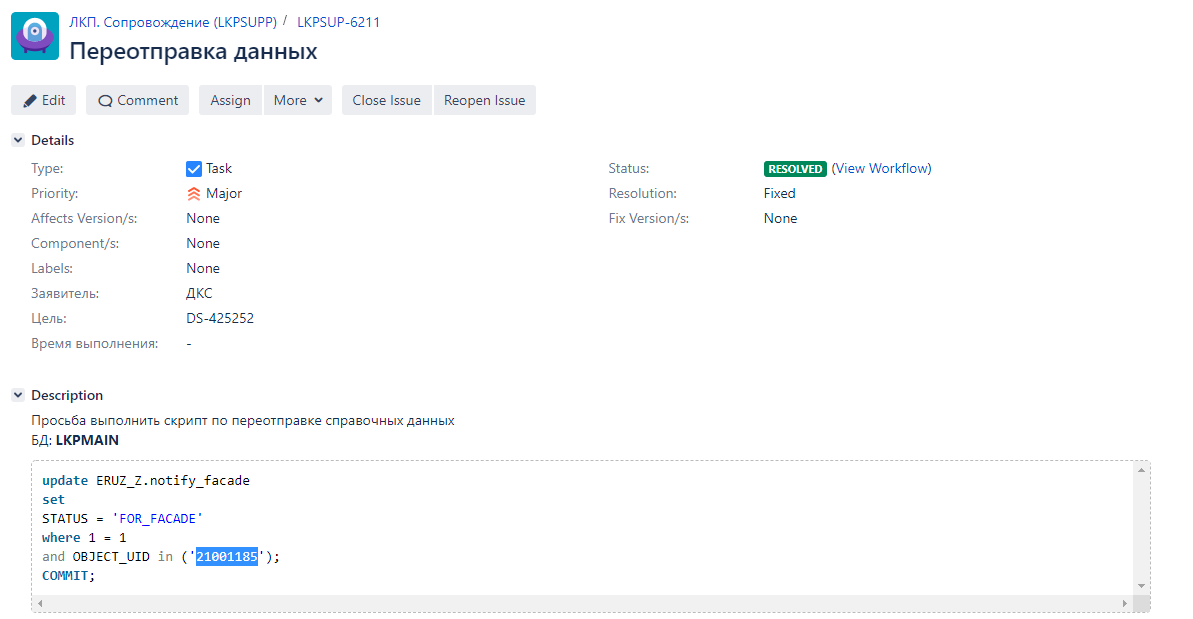 ЛКП. Сопровождение (LKPSUPP) / LKPSUP-6211
Переотправка данных
Edit Comment Assign More Close Issue Reopen Issue
Details
Type: Task
Status: RESOLVED (View Workflow)
Priority: Major
Resolution: Fixed
Affects Version/s: None
Fix Version/s: None
Component/s: None
Labels: None
Заявитель: ДКС
Цель: DS-425252
Время выполнения: -
Description
Просьба выполнить скрипт по переотправке справочных данных
БД: LKPMAIN
update ERUZ_Z.notify_facade
set
STATUS = 'FOR_FACADE'
where 1 = 1
and OBJECT_UID in ('21001185');
COMMIT;